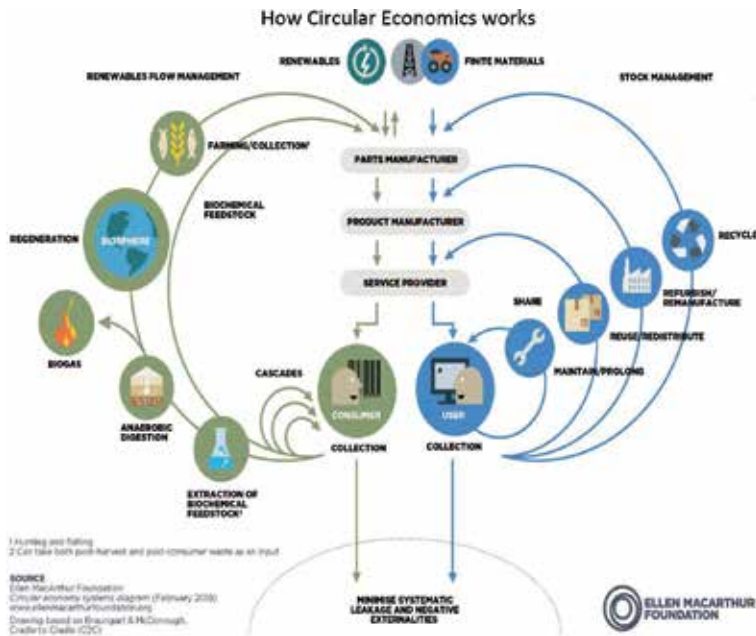 How Circular Economics works
RENEWABLES
FINITE MATERIALS
RENEWABLES FLOW MANAGEMENT
STOCK MANAGEMENT
FARMING/COLLECTION¹
PARTS MANUFACTURER
BIOCHEMICAL
FEEDSTOCK
PRODUCT MANUFACTURER
REGENERATION
BIOSPHERE
RECYCLE
SERVICE PROVIDER
REFURBISH/
REMANUFACTURE
SHARE
REUSE/REDISTRIBUTE
BIOGAS
CASCADES
MAINTAIN/PROLONG
CONSUMER
USER
ANAEROBIC
DIGESTION
COLLECTION
COLLECTION
EXTRACTION OF
BIOCHEMICAL
FEEDSTOCK²
1 Hunting and fishing
2 Can take both post-harvest and post-consumer waste as an input
SOURCE
Ellen MacArthur Foundation
Circular economy systems diagram (February 2019)
www.ellenmacarthurfoundation.org
Drawing based on Braungart & McDonough,
Cradle to Cradle (C2C)
MINIMISE SYSTEMATIC
LEAKAGE AND NEGATIVE
EXTERNALITIES
ELLEN MACARTHUR
FOUNDATION